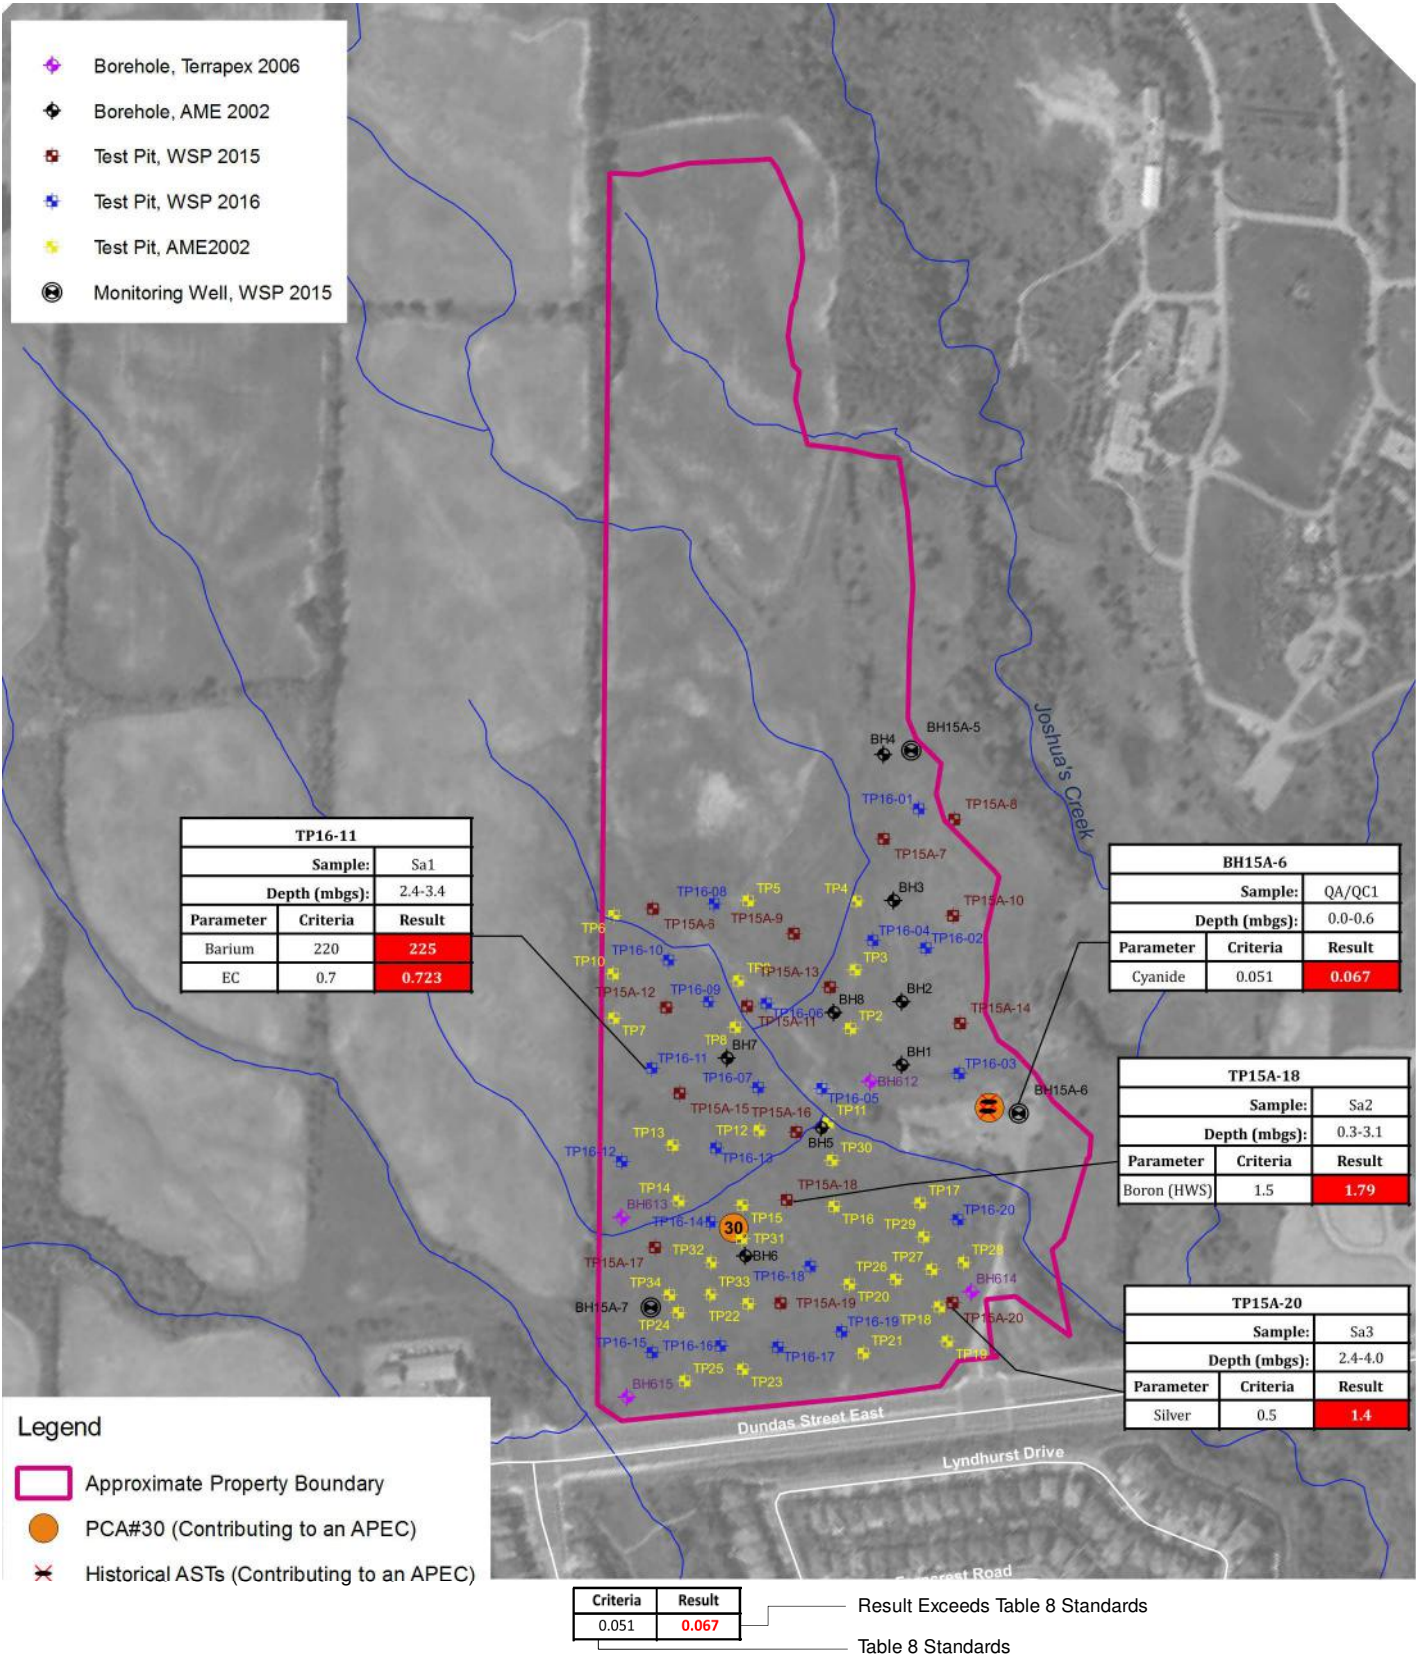 Borehole, Terrapex 2006
Borehole, AME 2002
Test Pit, WSP 2015
Test Pit, WSP 2016
Test Pit, AME2002
Monitoring Well, WSP 2015
Joshua's Creek
BH4
BH15A-5
TP16-01
TP15A-8
TP15A-7
TP16-11
Sample: Sa1
Depth (mbgs): 2.4-3.4
Parameter Criteria Result
Barium 220 225
EC 0.7 0.723
BH15A-6
Sample: QA/QC1
Depth (mbgs): 0.0-0.6
Parameter Criteria Result
Cyanide 0.051 0.067
TP16-08
TP5
TP4
BH3
TP15A-10
TP6
TP15A-9
TP16-04
TP16-02
TP10
TP16-10
TP15A-13
TP3
TP15A-12
TP16-09
TP16-06
BH8
BH2
TP15A-14
TP7
TP8
TP15A-11
TP2
BH7
BH1
TP16-11
TP16-07
BH612
TP16-03
TP16-05
BH15A-6
TP15A-15
TP15A-16
TP11
TP13
TP12
BH5
TP30
TP16-12
TP16-13
TP15A-18
Sample: Sa2
Depth (mbgs): 0.3-3.1
Parameter Criteria Result
Boron (HWS) 1.5 1.79
TP14
TP15A-18
TP17
BH613
TP16-14
30
TP15
TP16
TP29
TP16-20
TP31
TP15A-17
TP32
BH6
TP16-18
TP27
TP28
TP26
BH614
TP34
TP33
TP20
BH15A-7
TP24
TP22
TP15A-19
TP18
TP15A-20
TP16-19
TP16-15
TP16-16
TP16-17
TP21
TP19
TP25
TP23
BH615
TP15A-20
Sample: Sa3
Depth (mbgs): 2.4-4.0
Parameter Criteria Result
Silver 0.5 1.4
Dundas Street East
Lyndhurst Drive
Road
Legend
Approximate Property Boundary
PCA#30 (Contributing to an APEC)
Historical ASTs (Contributing to an APEC)
Criteria Result
0.051 0.067
Result Exceeds Table 8 Standards
Table 8 Standards